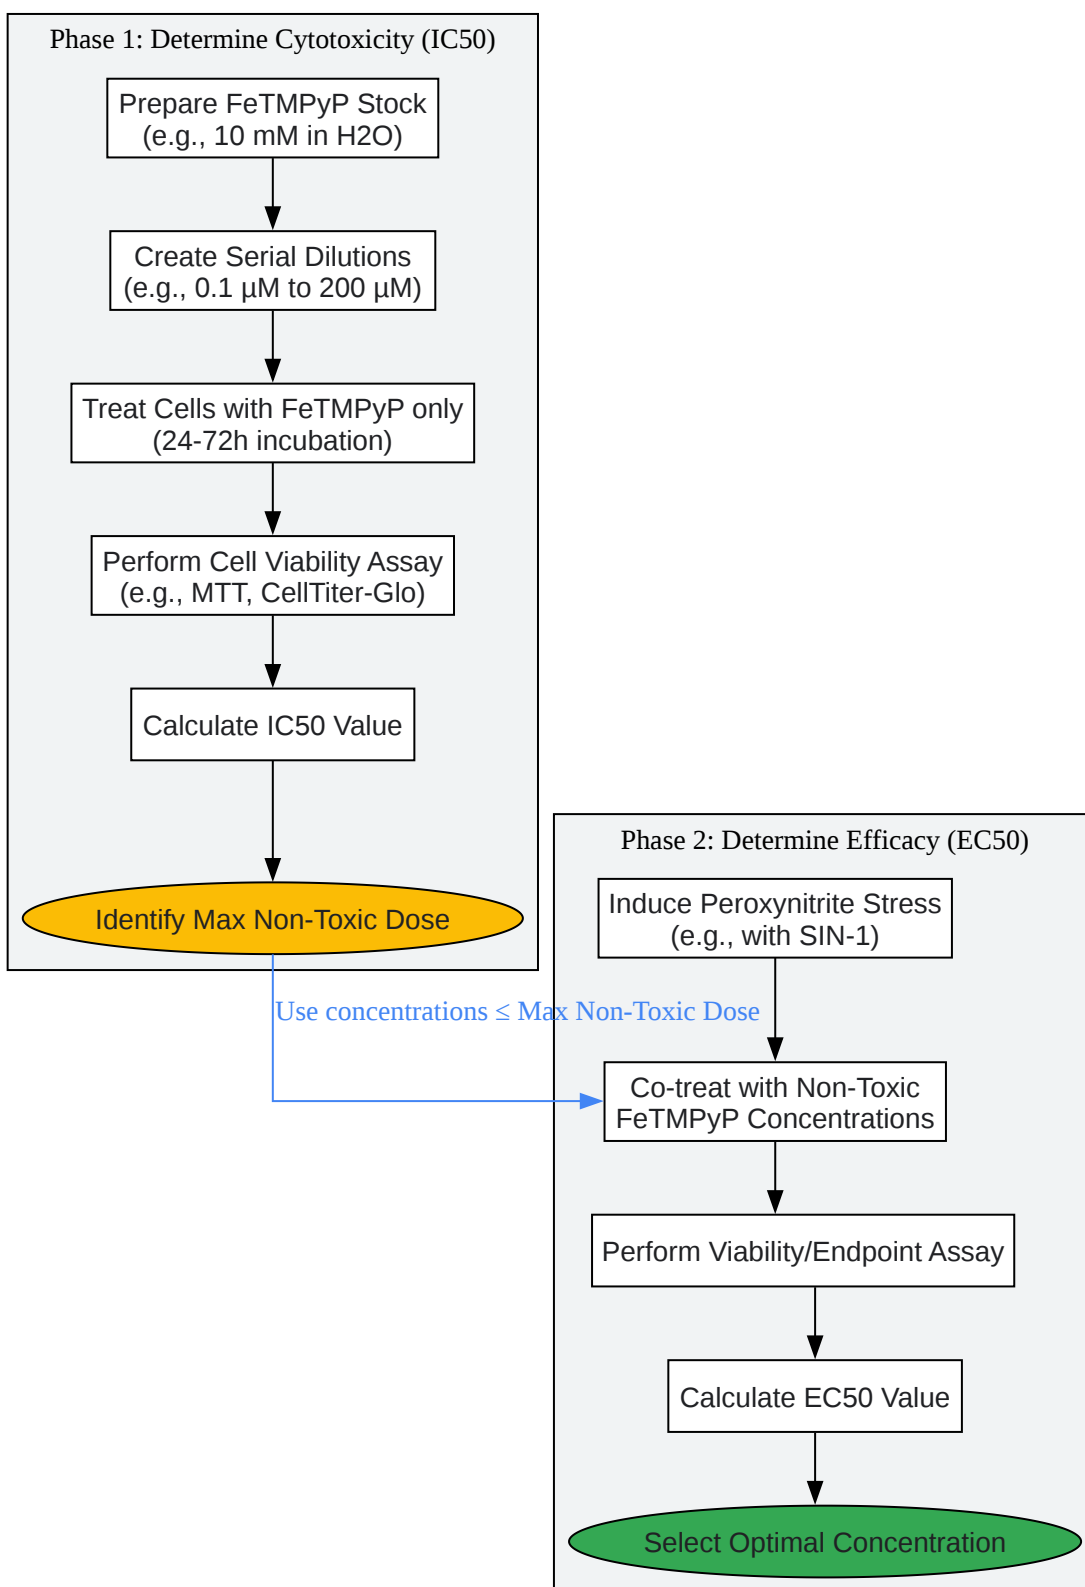 Phase 1: Determine Cytotoxicity (IC50)
Prepare FeTMPyP Stock
(e.g., 10 mM in H2O)
Create Serial Dilutions
(e.g., 0.1 µM to 200 µM)
Treat Cells with FeTMPyP only
(24-72h incubation)
Perform Cell Viability Assay
(e.g., MTT, CellTiter-Glo)
Calculate IC50 Value
Identify Max Non-Toxic Dose
Use concentrations ≤ Max Non-Toxic Dose
Phase 2: Determine Efficacy (EC50)
Induce Peroxynitrite Stress
(e.g., with SIN-1)
Co-treat with Non-Toxic
FeTMPyP Concentrations
Perform Viability/Endpoint Assay
Calculate EC50 Value
Select Optimal Concentration